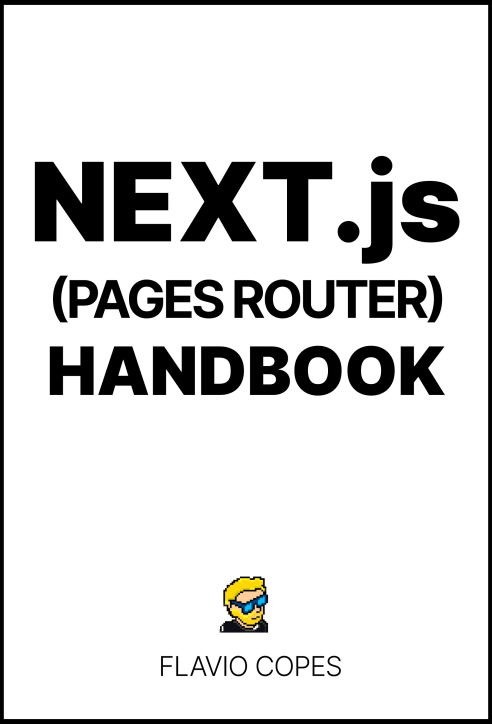 NEXT.js
(PAGES ROUTER)
HANDBOOK
FLAVIO COPES